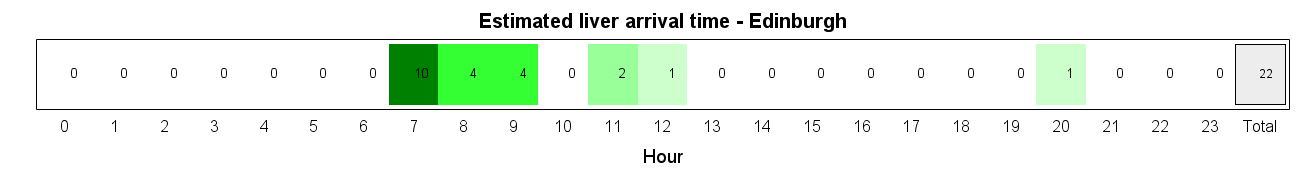 Estimated liver arrival time - Edinburgh
0 0 0 0 0 0 0 10 4 4 0 2 1 0 0 0 0 0 0 0 1 0 0 0 22
0 1 2 3 4 5 6 7 8 9 10 11 12 13 14 15 16 17 18 19 20 21 22 23 Total
Hour